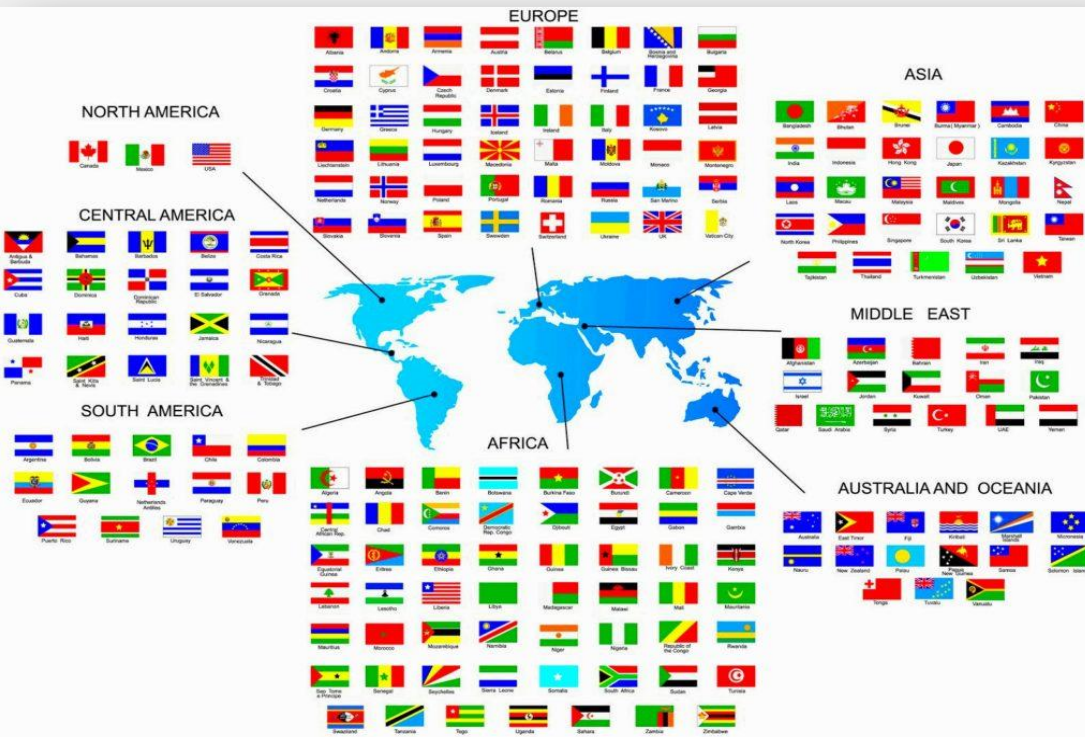 EUROPE
Albania Andorra Armenia Austria Belarus Belgium Bosnia and Herzegovina Bulgaria
Croatia Cyprus Czech Republic Denmark Estonia Finland France Georgia
Germany Greece Hungary Iceland Ireland Italy Kosovo Latvia
Liechtenstein Lithuania Luxembourg Macedonia Malta Moldova Monaco Montenegro
Netherlands Norway Poland Portugal Romania Russia San Marino Serbia
Slovakia Slovenia Spain Sweeden Switzerland Ukraine UK Vatican City
NORTH AMERICA
Canada Mexico USA
CENTRAL AMERICA
Antigua & Barbuda Bahamas Barbados Belize Costa Rica
Cuba Dominica Dominican Republic El Salvador Grenada
Guatemala Haiti Honduras Jamaica Nicaragua
Panama Saint Kitts & Nevis Saint Lucia Saint Vincent & the Grenadines Trinidad & Tobago
SOUTH AMERICA
Argentina Bolivia Brazil Chile Colombia
Ecuador Guyana Netherlands Antilles Paraguay Peru
Puerto Rico Suriname Uruguay Venezuela
ASIA
Bangladesh Bhutan Brunei Burma ( Myanmar ) Cambodia China
India Indonesia Hong Kong Japan Kazakhstan Kyrgyzstan
Laos Macau Malaysia Maldives Mongolia Nepal
North Korea Philippines Singapore South Korea Sri Lanka Taiwan
Tajikistan Thailand Turkmenistan Uzbekistan Vietnam
MIDDLE EAST
Afghanistan Azerbaijan Bahrain Iran Iraq
Israel Jordan Kuwait Oman Pakistan
Qatar Saudi Arabia Syria Turkey UAE Yemen
AFRICA
Algeria Angola Benin Botswana Burkina Faso Burundi Cameroon Cape Verde
Central African Rep. Chad Comoros Democratic Rep. Congo Djibouti Egypt Gabon Gambia
Equatorial Guinea Eritrea Ethiopia Ghana Guinea Guinea Bissau Ivory Coast Kenya
Lebanon Lesotho Liberia Libya Madagascar Malawi Mali Mauritania
Mauritius Morocco Mozambique Namibia Niger Nigeria Republic of the Congo Rwanda
Sao Tome e Principe Senegal Seychelles Sierra Leone Somalia South Africa Sudan Tunisia
Swaziland Tanzania Togo Uganda Sahara Zambia Zimbabwe
AUSTRALIA AND OCEANIA
Australia East Timor Fiji Kiribati Marshall Islands Micronesia
Nauru New Zealand Palau Papua New Guinea Samoa Solomon Islan
Tonga Tuvalu Vanuatu